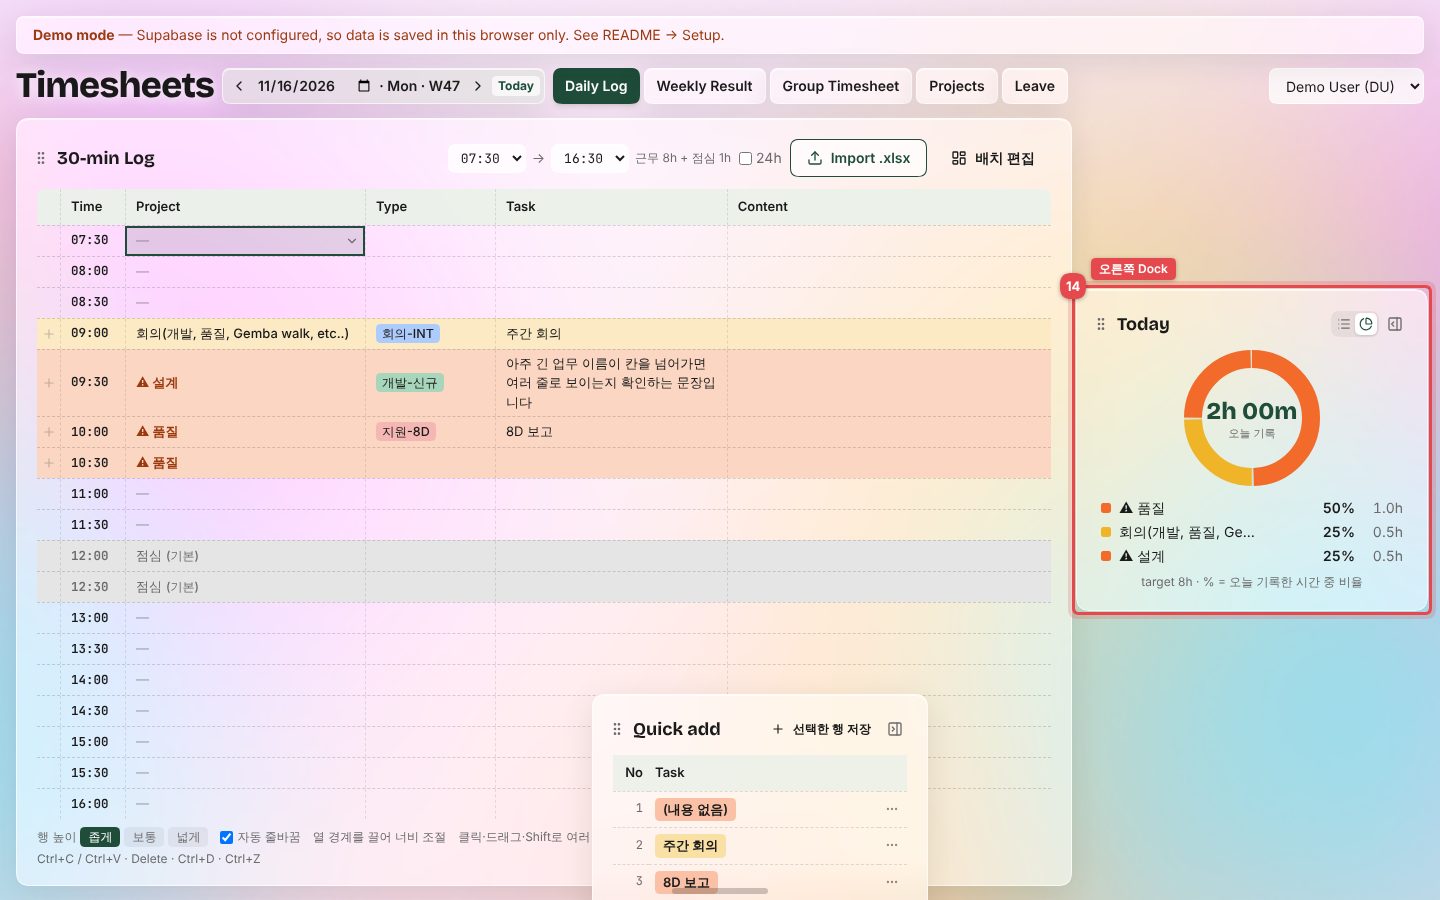 Demo mode — Supabase is not configured, so data is saved in this browser only. See README → Setup.
Timesheets
11/16/2026 · Mon · W47 Today
Daily Log Weekly Result Group Timesheet Projects Leave
Demo User (DU)
30-min Log
07:30 → 16:30 근무 8h + 점심 1h 24h Import .xlsx 배치 편집
Time Project Type Task Content
07:30 —
08:00 —
08:30 —
+ 09:00 회의(개발, 품질, Gemba walk, etc..) 회의-INT 주간 회의
+ 09:30 ⚠ 설계 개발-신규 아주 긴 업무 이름이 칸을 넘어가면
여러 줄로 보이는지 확인하는 문장입
니다
+ 10:00 ⚠ 품질 지원-8D 8D 보고
+ 10:30 ⚠ 품질
11:00 —
11:30 —
12:00 점심 (기본)
12:30 점심 (기본)
13:00 —
13:30 —
14:00 —
14:30 —
15:00 —
15:30 —
16:00 —
행 높이 좁게 보통 넓게 자동 줄바꿈 열 경계를 끌어 너비 조절 클릭·드래그·Shift로 여러
Ctrl+C / Ctrl+V · Delete · Ctrl+D · Ctrl+Z
Quick add + 선택한 행 저장
No Task
1 (내용 없음) ···
2 주간 회의 ···
3 8D 보고 ···
오른쪽 Dock
14
Today
2h 00m
오늘 기록
⚠ 품질 50% 1.0h
회의(개발, 품질, Ge... 25% 0.5h
⚠ 설계 25% 0.5h
target 8h · % = 오늘 기록한 시간 중 비율